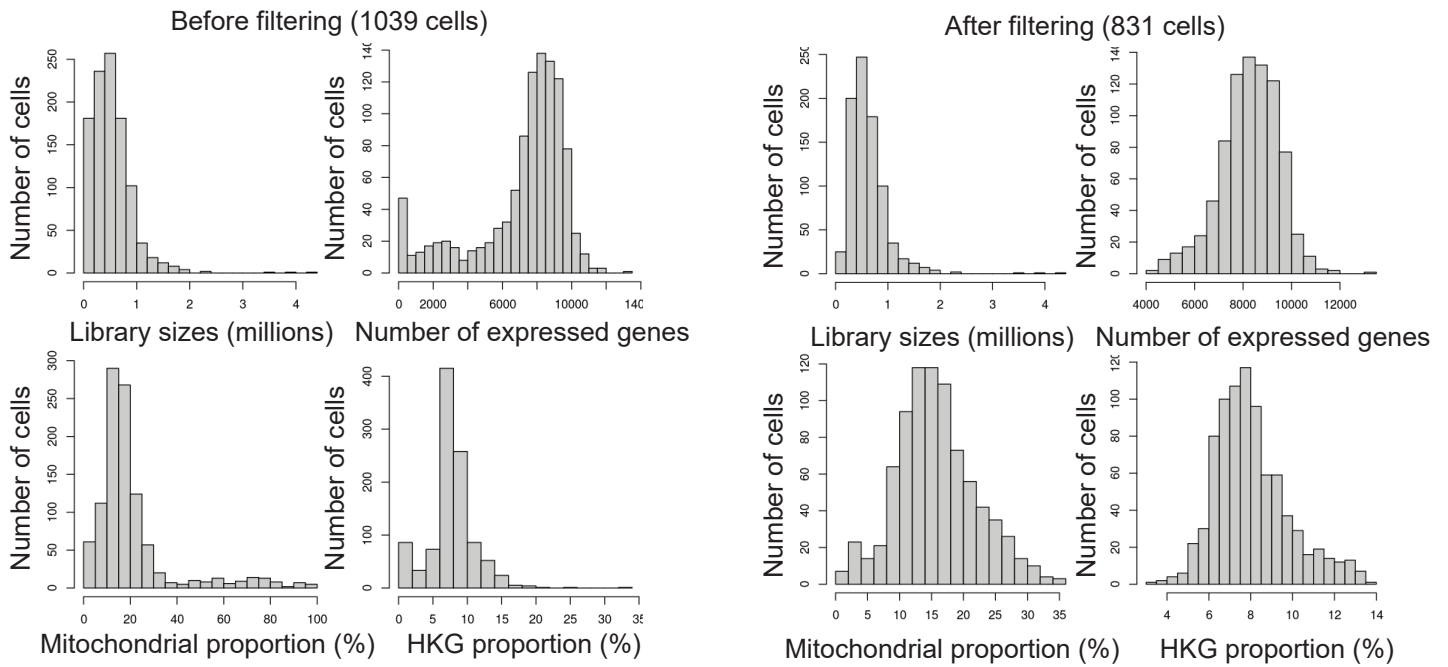 Before filtering (1039 cells)
After filtering (831 cells)
Number of cells
0 50 100 150 200 250
0 1 2 3 4
Library sizes (millions)
Number of cells
0 20 40 60 80 100 120
0 2000 6000 10000
Number of expressed genes
Number of cells
0 50 100 150 200 250
0 1 2 3 4
Library sizes (millions)
Number of cells
0 20 40 60 80 100 120
4000 6000 8000 10000 12000
Number of expressed genes
Number of cells
0 50 100 150 200 250 300
0 20 40 60 80 100
Mitochondrial proportion (%)
Number of cells
0 100 200 300 400
0 5 10 15 20 25 30 35
HKG proportion (%)
Number of cells
0 20 40 60 80 100 120
0 5 10 15 20 25 30 35
Mitochondrial proportion (%)
Number of cells
0 20 40 60 80 100
4 6 8 10 12 14
HKG proportion (%)